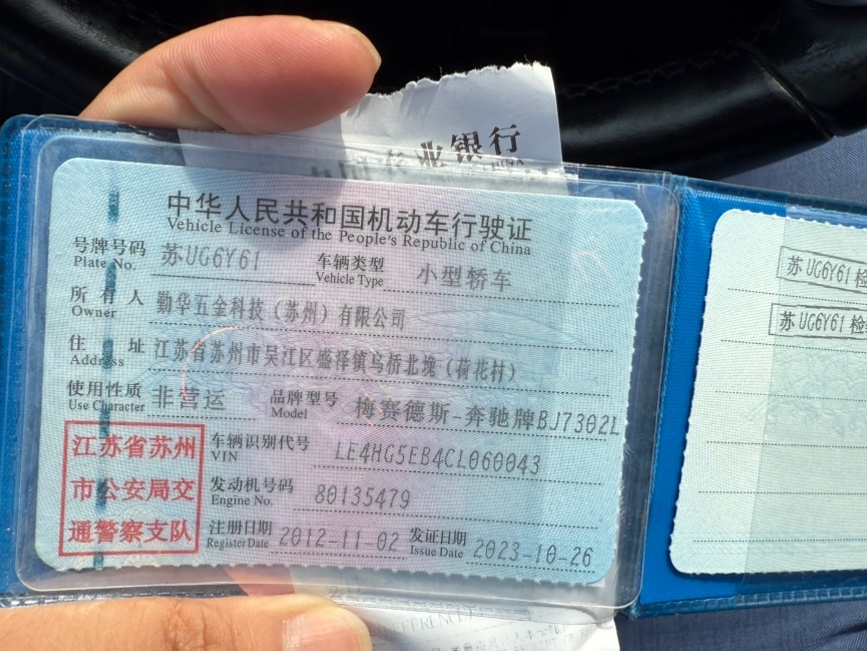 业银行
中华人民共和国机动车行驶证
Vehicle License of the People's Republic of China
号牌号码 苏UG6Y61 车辆类型 小型轿车
Plate No. Vehicle Type
所有人 勤华五金科技（苏州）有限公司
Owner
住址 江苏省苏州市吴江区盛泽镇乌桥北堍（荷花村）
Address
使用性质 非营运 品牌型号 梅赛德斯-奔驰牌BJ7302L
Use Character Model
江苏省苏州
市公安局交
通警察支队
车辆识别代号 LE4HG5EB4CL060043
VIN
发动机号码 80135479
Engine No.
注册日期 2012-11-02 发证日期 2023-10-26
Register Date Issue Date
苏UG6Y61 检
苏UG6Y61 检